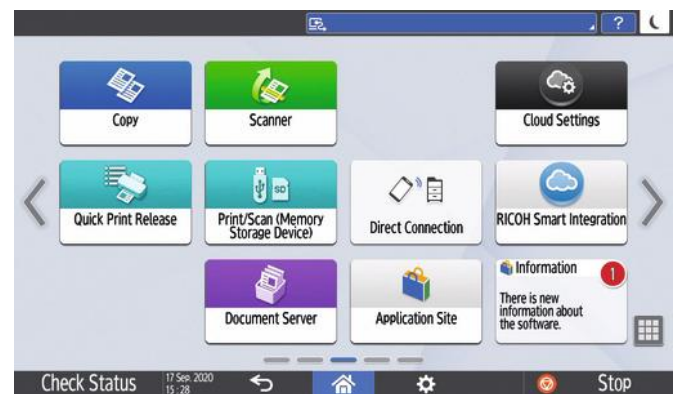 ?
Copy
Scanner
Cloud Settings
Quick Print Release
SD
Print/Scan (Memory
Storage Device)
Direct Connection
RICOH Smart Integration
Document Server
Application Site
Information
1
There is new
information about
the software.
Check Status
17 Sep. 2020
15 : 28
Stop